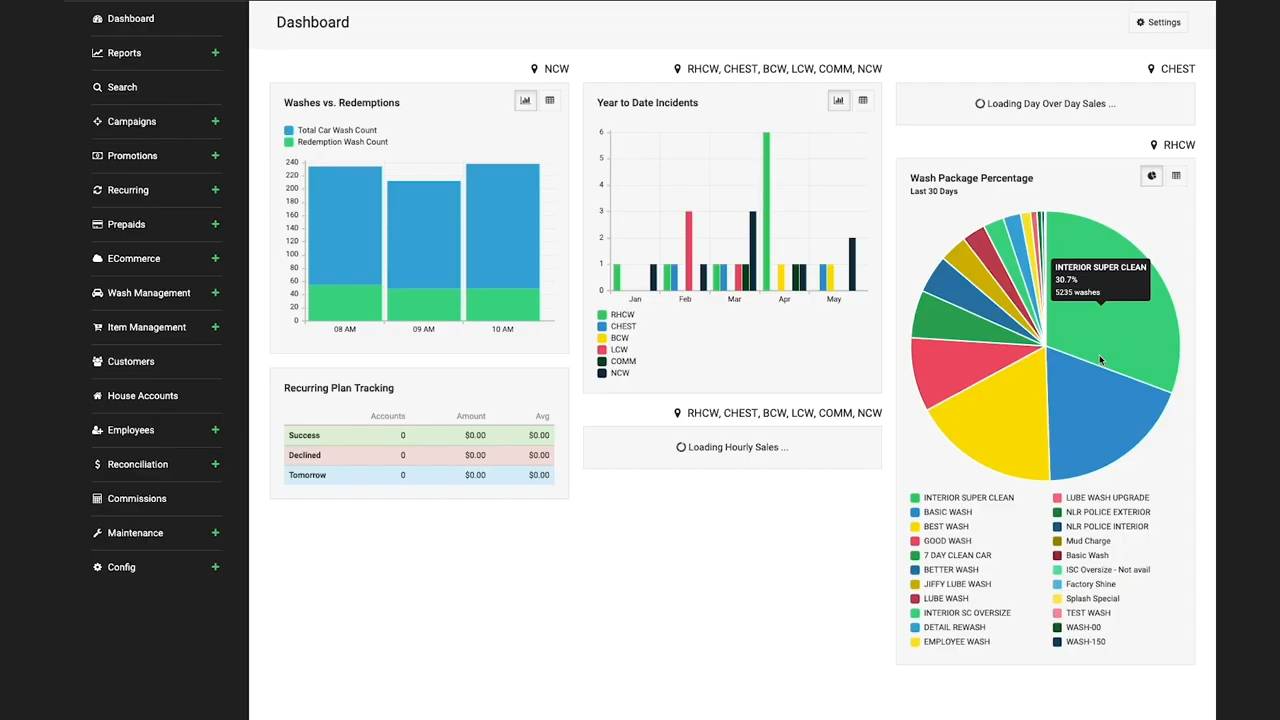 Dashboard
Reports
Search
Campaigns
Promotions
Recurring
Prepaids
ECommerce
Wash Management
Item Management
Customers
House Accounts
Employees
Reconciliation
Commissions
Maintenance
Config
Dashboard
Settings
NCW
Washes vs. Redemptions
Total Car Wash Count
Redemption Wash Count
240
220
200
180
160
140
120
100
80
60
40
20
0
08 AM 09 AM 10 AM
Recurring Plan Tracking
Accounts Amount Avg
Success 0 $0.00 $0.00
Declined 0 $0.00 $0.00
Tomorrow 0 $0.00 $0.00
RHCW, CHEST, BCW, LCW, COMM, NCW
Year to Date Incidents
6
5
4
3
2
1
0
Jan Feb Mar Apr May
RHCW
CHEST
BCW
LCW
COMM
NCW
RHCW, CHEST, BCW, LCW, COMM, NCW
Loading Hourly Sales ...
CHEST
Loading Day Over Day Sales ...
RHCW
Wash Package Percentage
Last 30 Days
INTERIOR SUPER CLEAN
30.7%
5235 washes
INTERIOR SUPER CLEAN
BASIC WASH
BEST WASH
GOOD WASH
7 DAY CLEAN CAR
BETTER WASH
JIFFY LUBE WASH
LUBE WASH
INTERIOR SC OVERSIZE
DETAIL REWASH
EMPLOYEE WASH
LUBE WASH UPGRADE
NLR POLICE EXTERIOR
NLR POLICE INTERIOR
Mud Charge
Basic Wash
ISC Oversize - Not avail
Factory Shine
Splash Special
TEST WASH
WASH-00
WASH-150